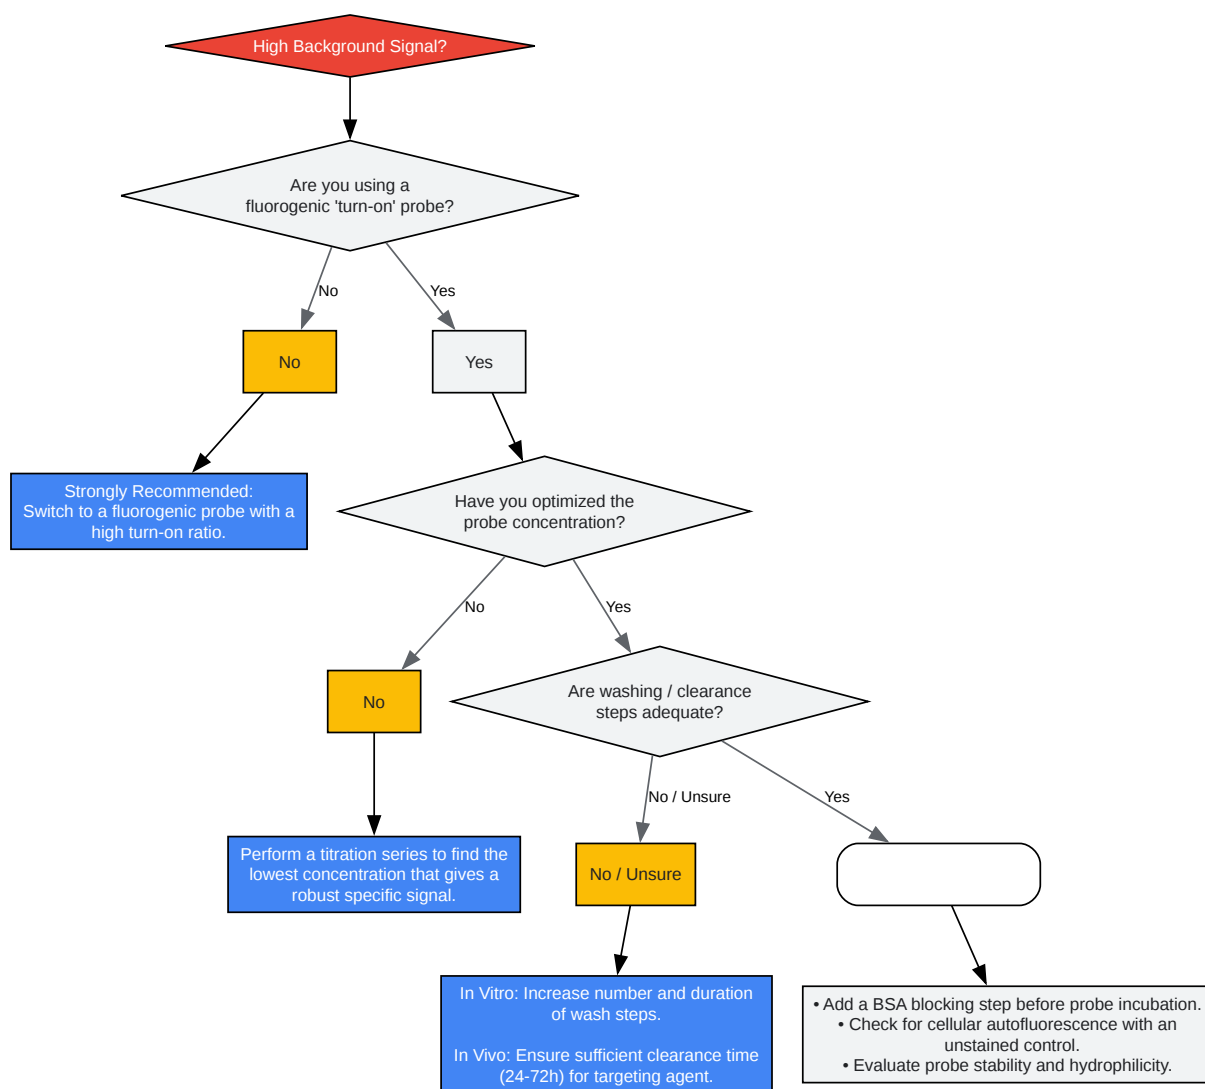 High Background Signal?
Are you using a
fluorogenic 'turn-on' probe?
No
Yes
No
Yes
Strongly Recommended:
Switch to a fluorogenic probe with a
high turn-on ratio.
Have you optimized the
probe concentration?
No
Yes
No
Are washing / clearance
steps adequate?
No / Unsure
Yes
Perform a titration series to find the
lowest concentration that gives a
robust specific signal.
No / Unsure
In Vitro: Increase number and duration
of wash steps.
In Vivo: Ensure sufficient clearance time
(24-72h) for targeting agent.
• Add a BSA blocking step before probe incubation.
• Check for cellular autofluorescence with an
unstained control.
• Evaluate probe stability and hydrophilicity.